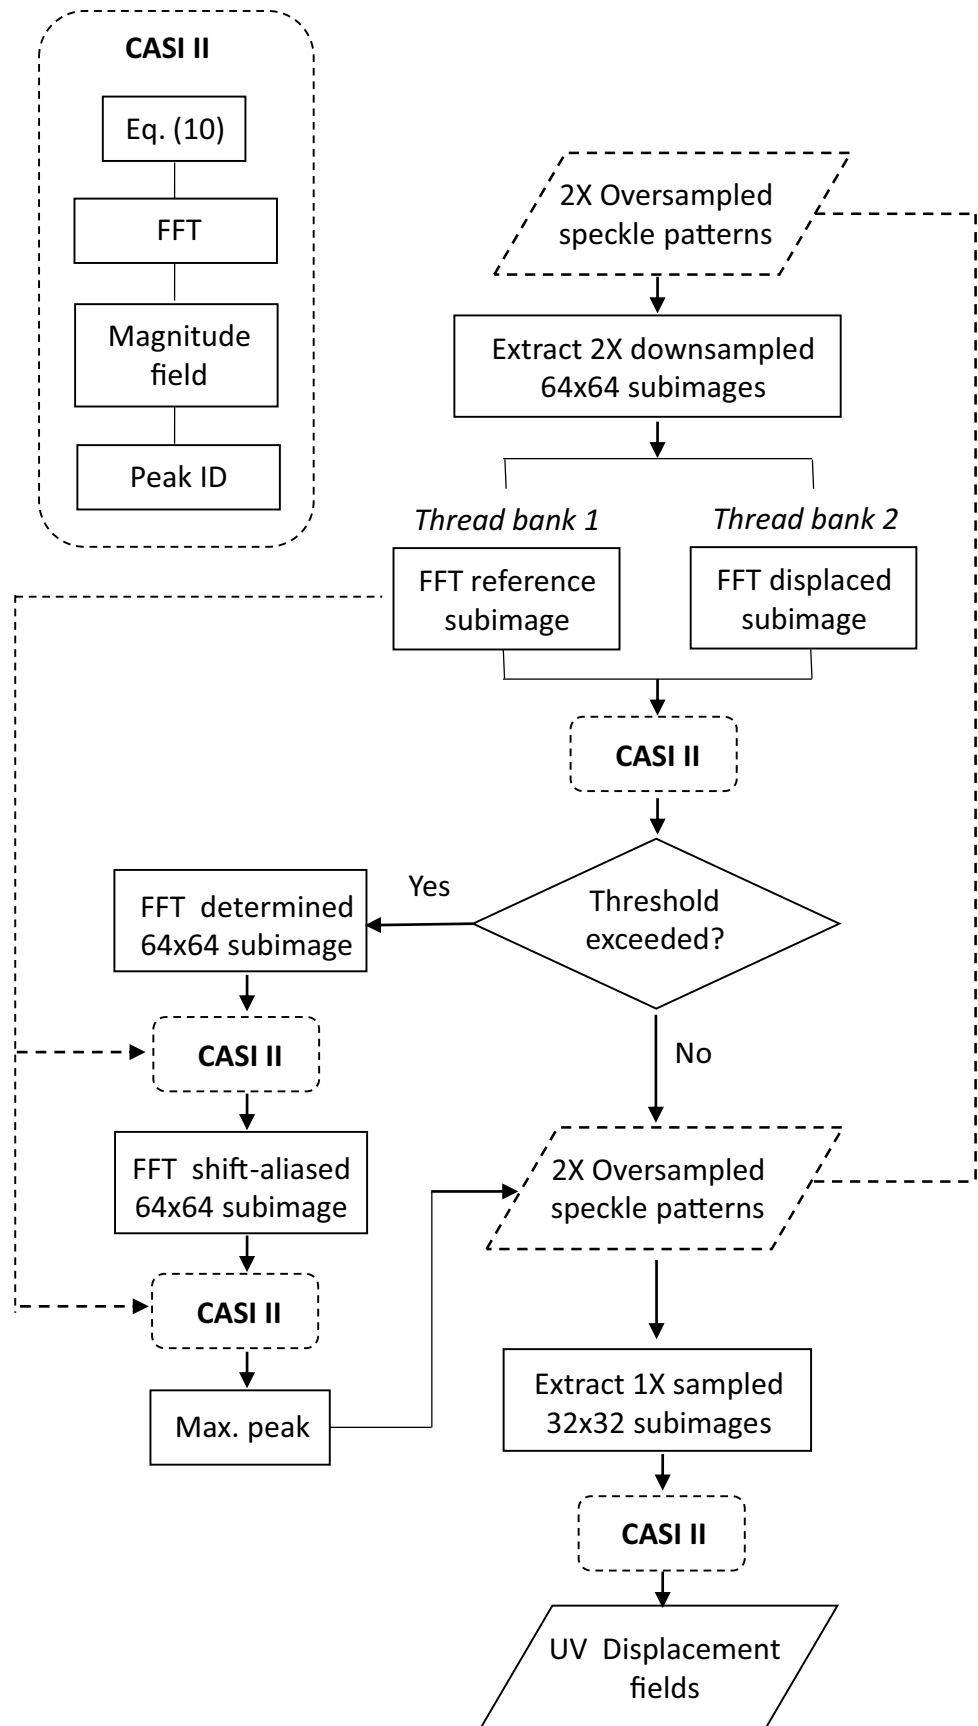 CASI II
Eq. (10)
FFT
Magnitude
field
Peak ID
2X Oversampled
speckle patterns
Extract 2X downsampled
64x64 subimages
Thread bank 1
Thread bank 2
FFT reference
subimage
FFT displaced
subimage
CASI II
Threshold
exceeded?
Yes
FFT determined
64x64 subimage
CASI II
No
FFT shift-aliased
64x64 subimage
2X Oversampled
speckle patterns
CASI II
Max. peak
Extract 1X sampled
32x32 subimages
CASI II
UV Displacement
fields